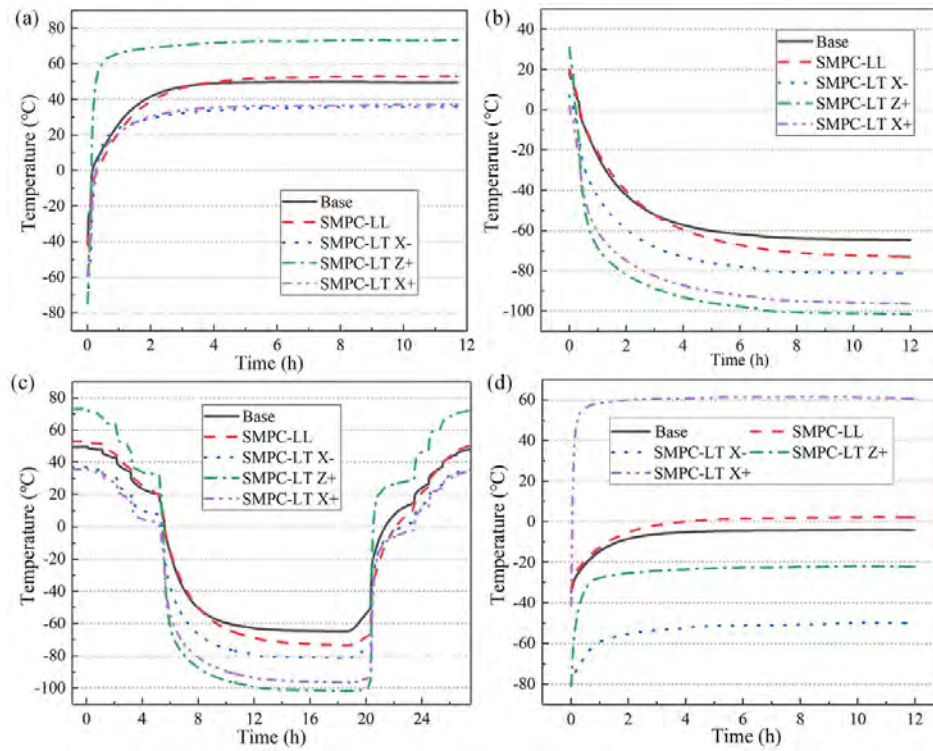 (a)
80
60
40
20
0
-20
-40
-60
-80
Temperature (°C)
Base
SMPC-LL
SMPC-LT X-
SMPC-LT Z+
SMPC-LT X+
0 2 4 6 8 10 12
Time (h)
(b)
40
20
0
-20
-40
-60
-80
-100
Temperarure (°C)
Base
SMPC-LL
SMPC-LT X-
SMPC-LT Z+
SMPC-LT X+
0 2 4 6 8 10 12
Time (h)
(c)
80
60
40
20
0
-20
-40
-60
-80
-100
Temperature (°C)
Base
SMPC-LL
SMPC-LT X-
SMPC-LT Z+
SMPC-LT X+
0 4 8 12 16 20 24
Time (h)
(d)
60
40
20
0
-20
-40
-60
-80
Temperature (°C)
Base SMPC-LL
SMPC-LT X- SMPC-LT Z+
SMPC-LT X+
0 2 4 6 8 10 12
Time (h)